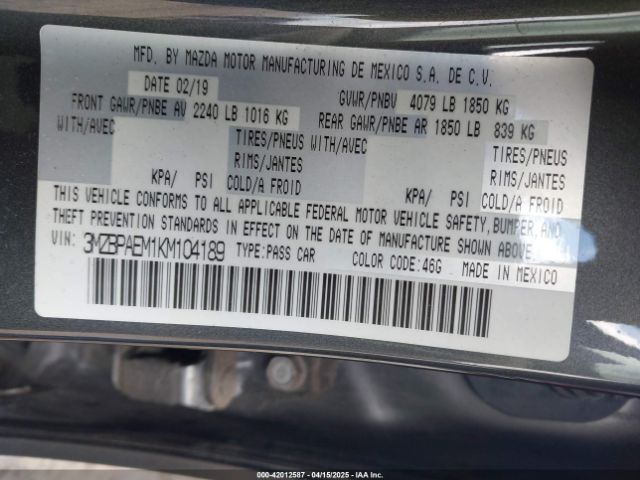 MFD. BY MAZDA MOTOR MANUFACTURING DE MEXICO S.A. DE C.V.
DATE 02/19 GVWR/PNBV 4079 LB 1850 KG
FRONT GAWR/PNBE AV 2240 LB 1016 KG REAR GAWR/PNBE AR 1850 LB 839 KG
WITH/AVEC TIRES/PNEUS WITH/AVEC TIRES/PNEUS
RIMS/JANTES RIMS/JANTES
KPA/ PSI COLD/A FROID KPA/ PSI COLD/A FROID
THIS VEHICLE CONFORMS TO ALL APPLICABLE FEDERAL MOTOR VEHICLE SAFETY, BUMPER, AND
THEFT PREVENTION STANDARDS IN EFFECT ON THE DATE OF MANUFACTURE SHOWN ABOVE.
VIN: 3MZBPAEM1KM104189 TYPE:PASS CAR COLOR CODE:46G MADE IN MEXICO
000-42012587 - 04/15/2025 - IAAI.COM